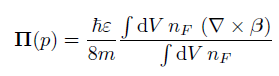 Π(p) = ħε/8m ∫ dV n_F (∇ × β) / ∫ dV n_F